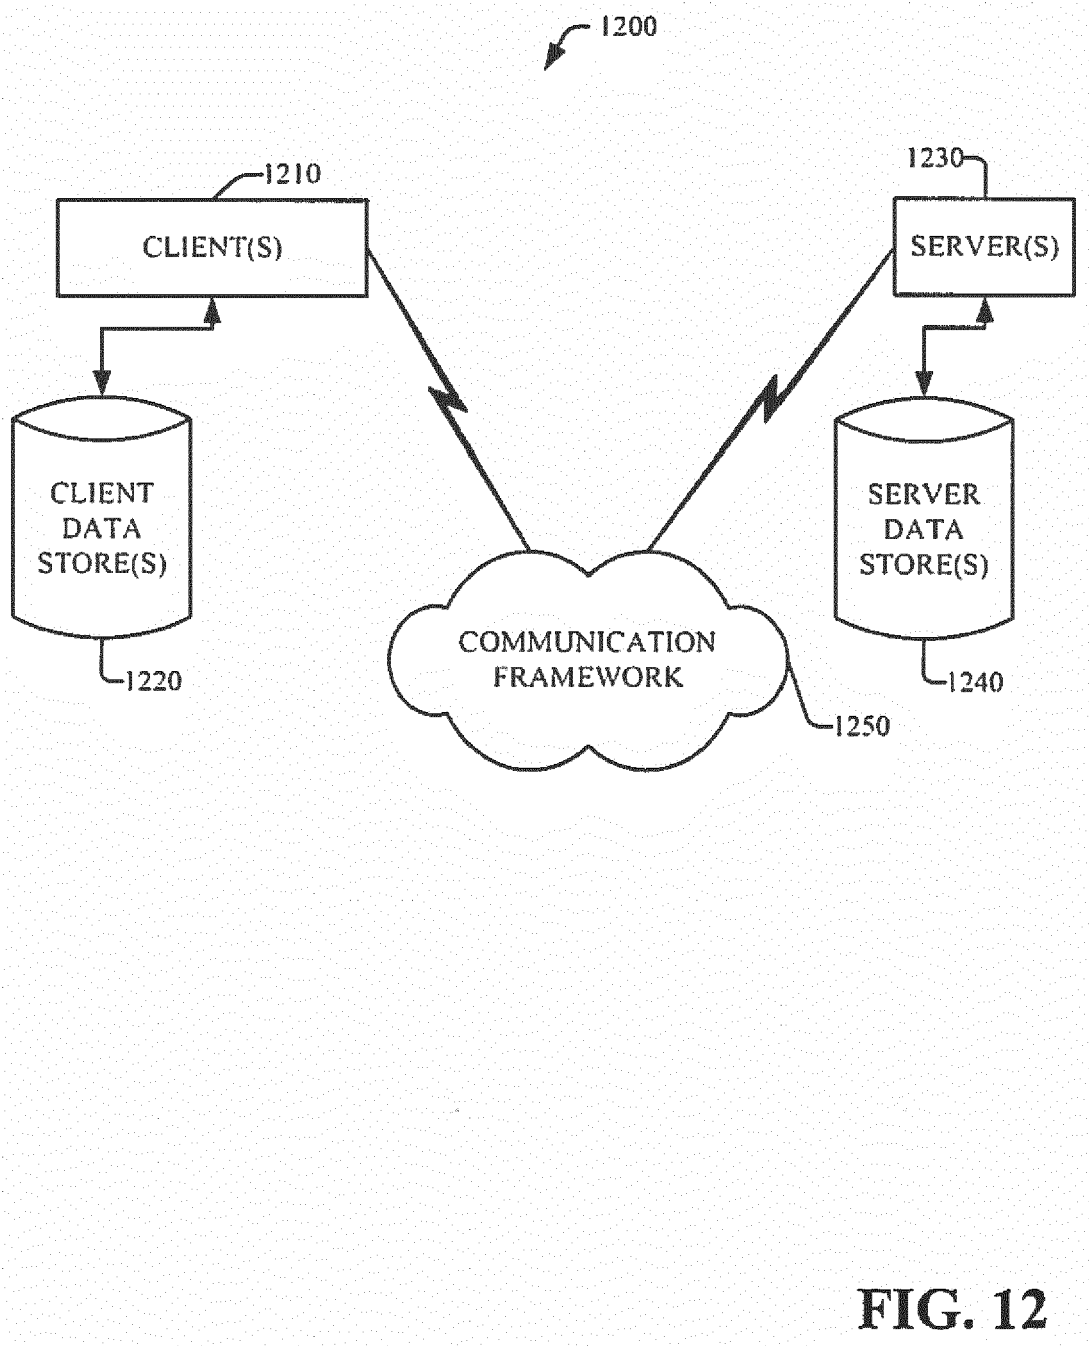 1200
1210
1230
CLIENT(S)
SERVER(S)
CLIENT
DATA
STORE(S)
SERVER
DATA
STORE(S)
COMMUNICATION
FRAMEWORK
1220
1240
1250
FIG. 12